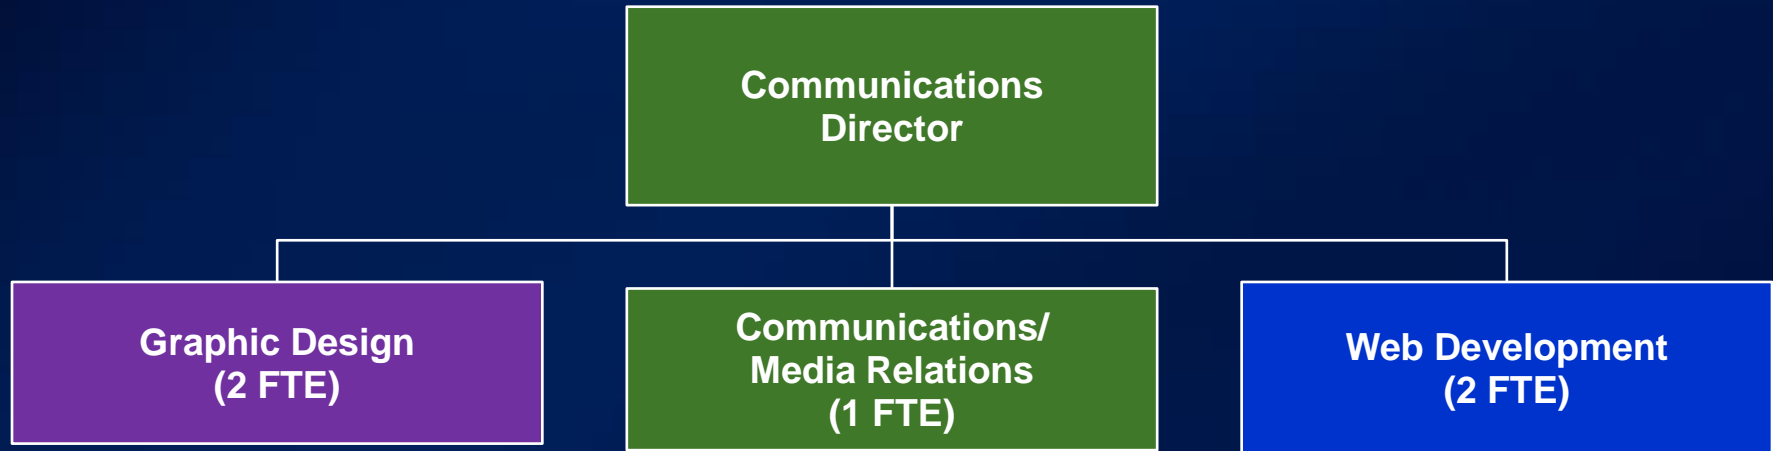 Communications
Director
Graphic Design
(2 FTE)
Communications/
Media Relations
(1 FTE)
Web Development
(2 FTE)